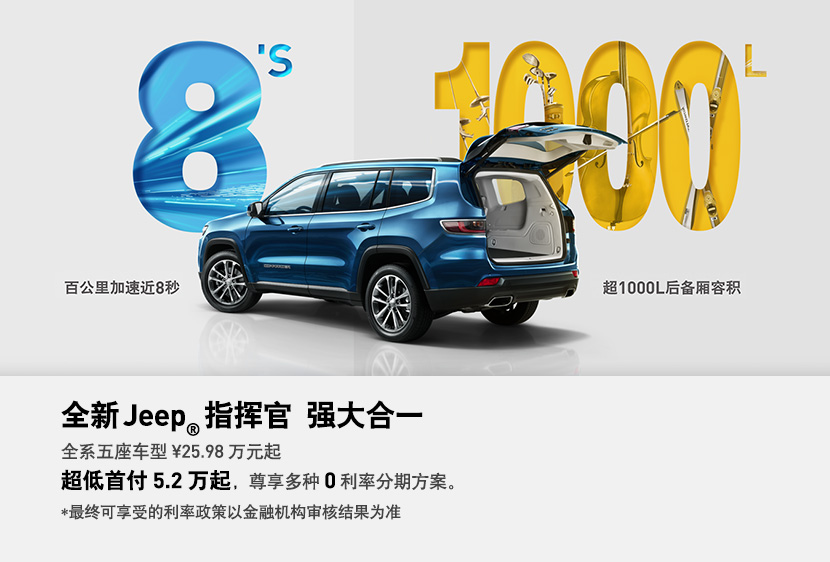 8'S
1000L
百公里加速近8秒
超1000L后备厢容积
全新Jeep®指挥官 强大合一
全系五座车型 ¥25.98 万元起
超低首付 5.2 万起，尊享多种 0 利率分期方案。
*最终可享受的利率政策以金融机构审核结果为准